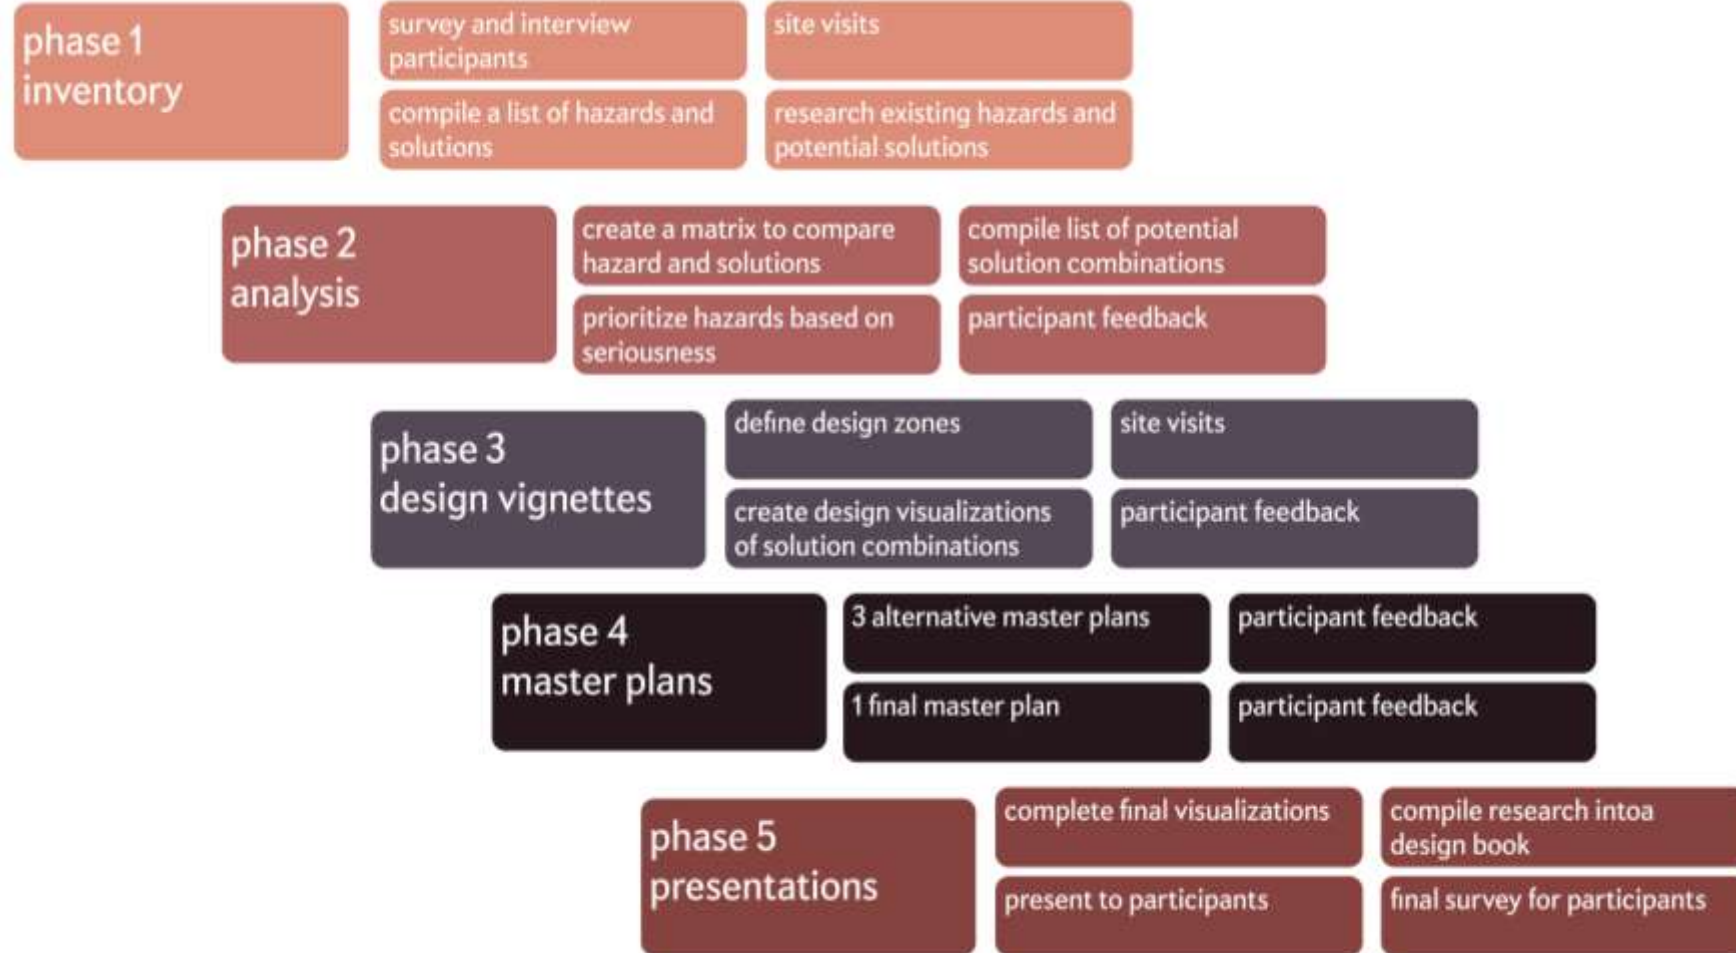 phase 1
inventory
survey and interview
participants
site visits
compile a list of hazards and
solutions
research existing hazards and
potential solutions
phase 2
analysis
create a matrix to compare
hazard and solutions
compile list of potential
solution combinations
prioritize hazards based on
seriousness
participant feedback
phase 3
design vignettes
define design zones
site visits
create design visualizations
of solution combinations
participant feedback
phase 4
master plans
3 alternative master plans
participant feedback
1 final master plan
participant feedback
phase 5
presentations
complete final visualizations
compile research intoa
design book
present to participants
final survey for participants